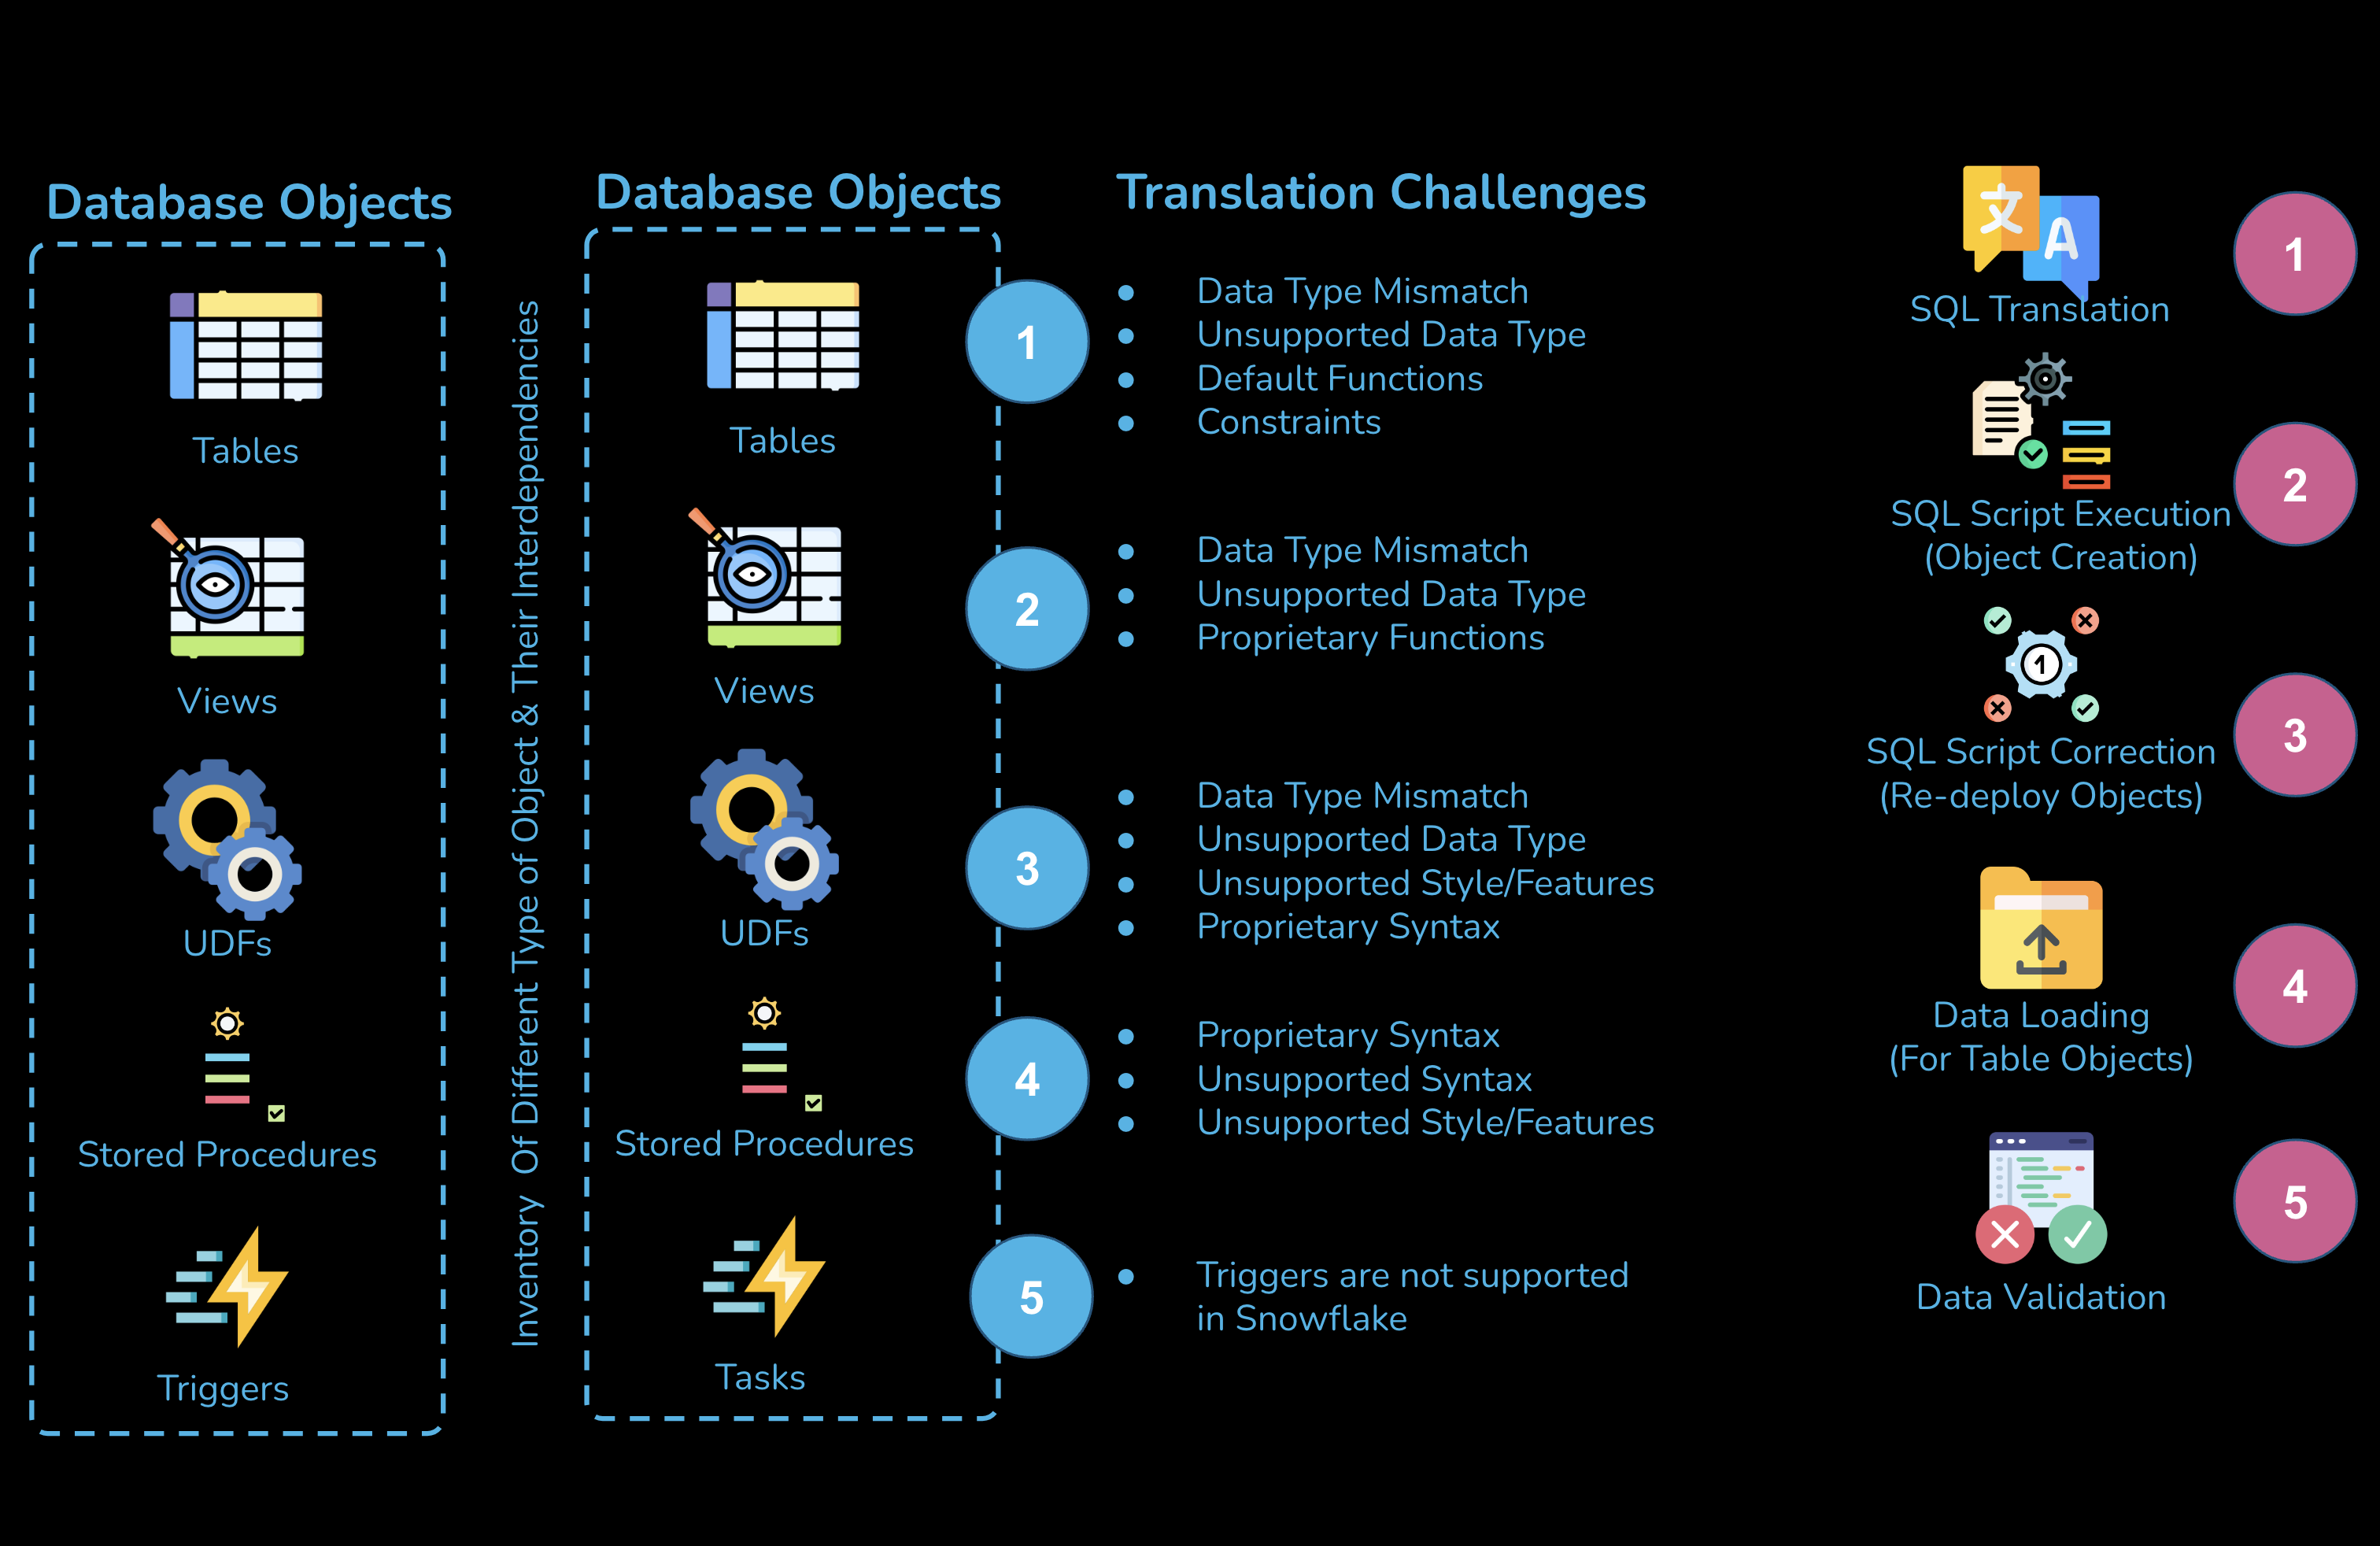 Database Objects
Tables
Views
UDFs
Stored Procedures
Triggers
Inventory Of Different Type of Object & Their Interdependencies
Database Objects
Tables
Views
UDFs
Stored Procedures
Tasks
Translation Challenges
1
● Data Type Mismatch
● Unsupported Data Type
● Default Functions
● Constraints
2
● Data Type Mismatch
● Unsupported Data Type
● Proprietary Functions
3
● Data Type Mismatch
● Unsupported Data Type
● Unsupported Style/Features
● Proprietary Syntax
4
● Proprietary Syntax
● Unsupported Syntax
● Unsupported Style/Features
5
● Triggers are not supported
in Snowflake
文 A
SQL Translation
1
SQL Script Execution
(Object Creation)
2
1
SQL Script Correction
(Re-deploy Objects)
3
Data Loading
(For Table Objects)
4
Data Validation
5